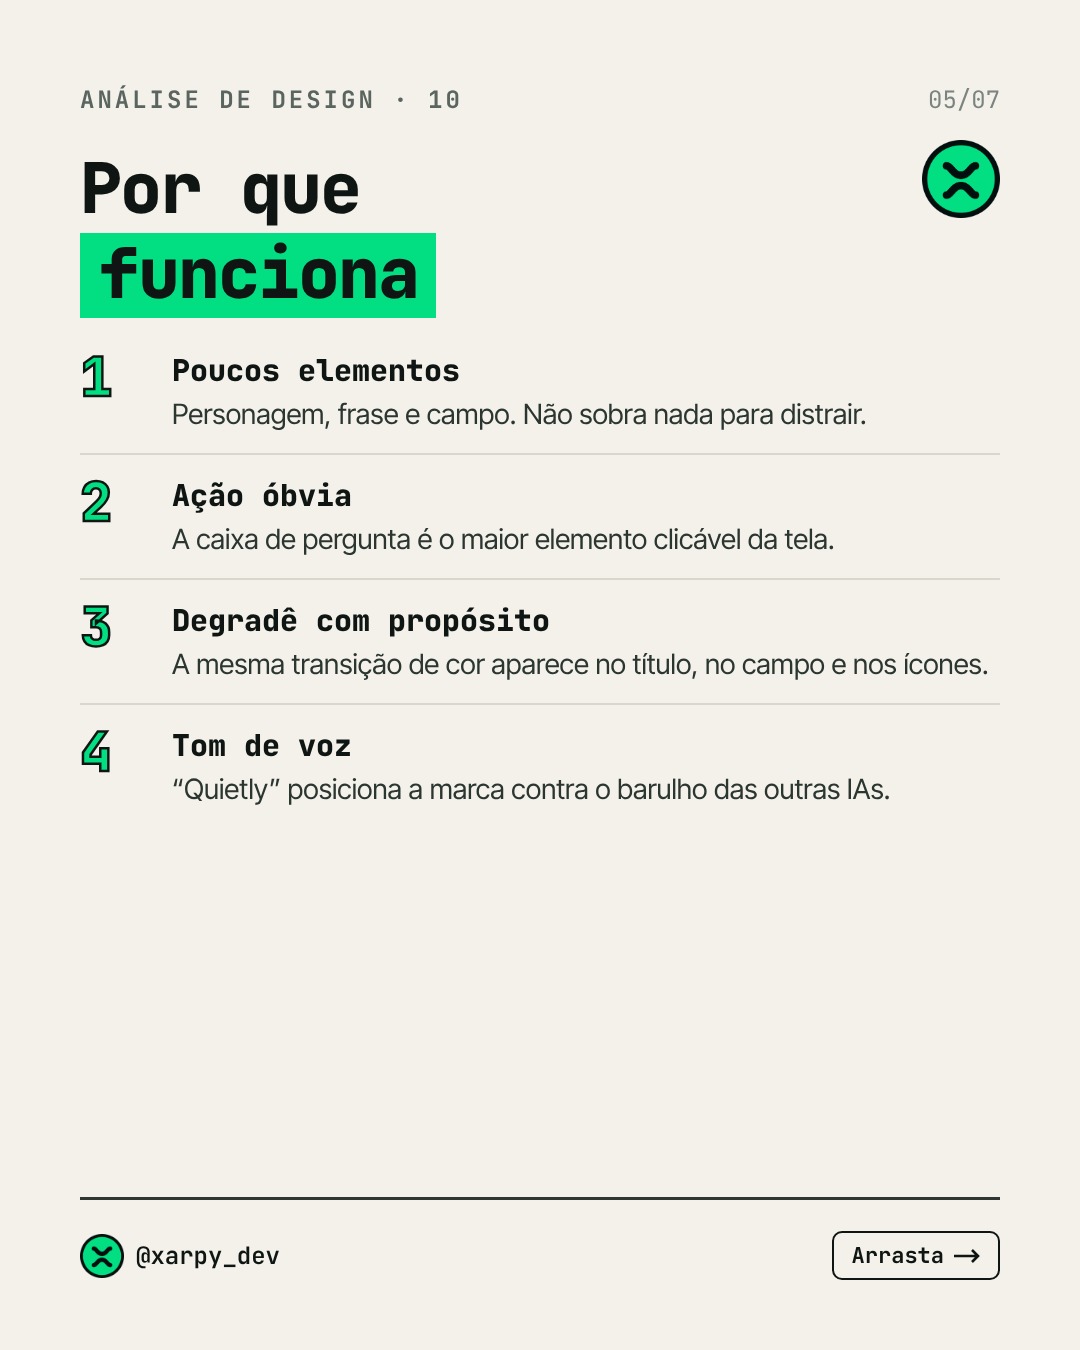 ANÁLISE DE DESIGN · 10
05/07
Por que
funciona
1
Poucos elementos
Personagem, frase e campo. Não sobra nada para distrair.
2
Ação óbvia
A caixa de pergunta é o maior elemento clicável da tela.
3
Degradê com propósito
A mesma transição de cor aparece no título, no campo e nos ícones.
4
Tom de voz
“Quietly” posiciona a marca contra o barulho das outras IAs.
@xarpy_dev
Arrasta →